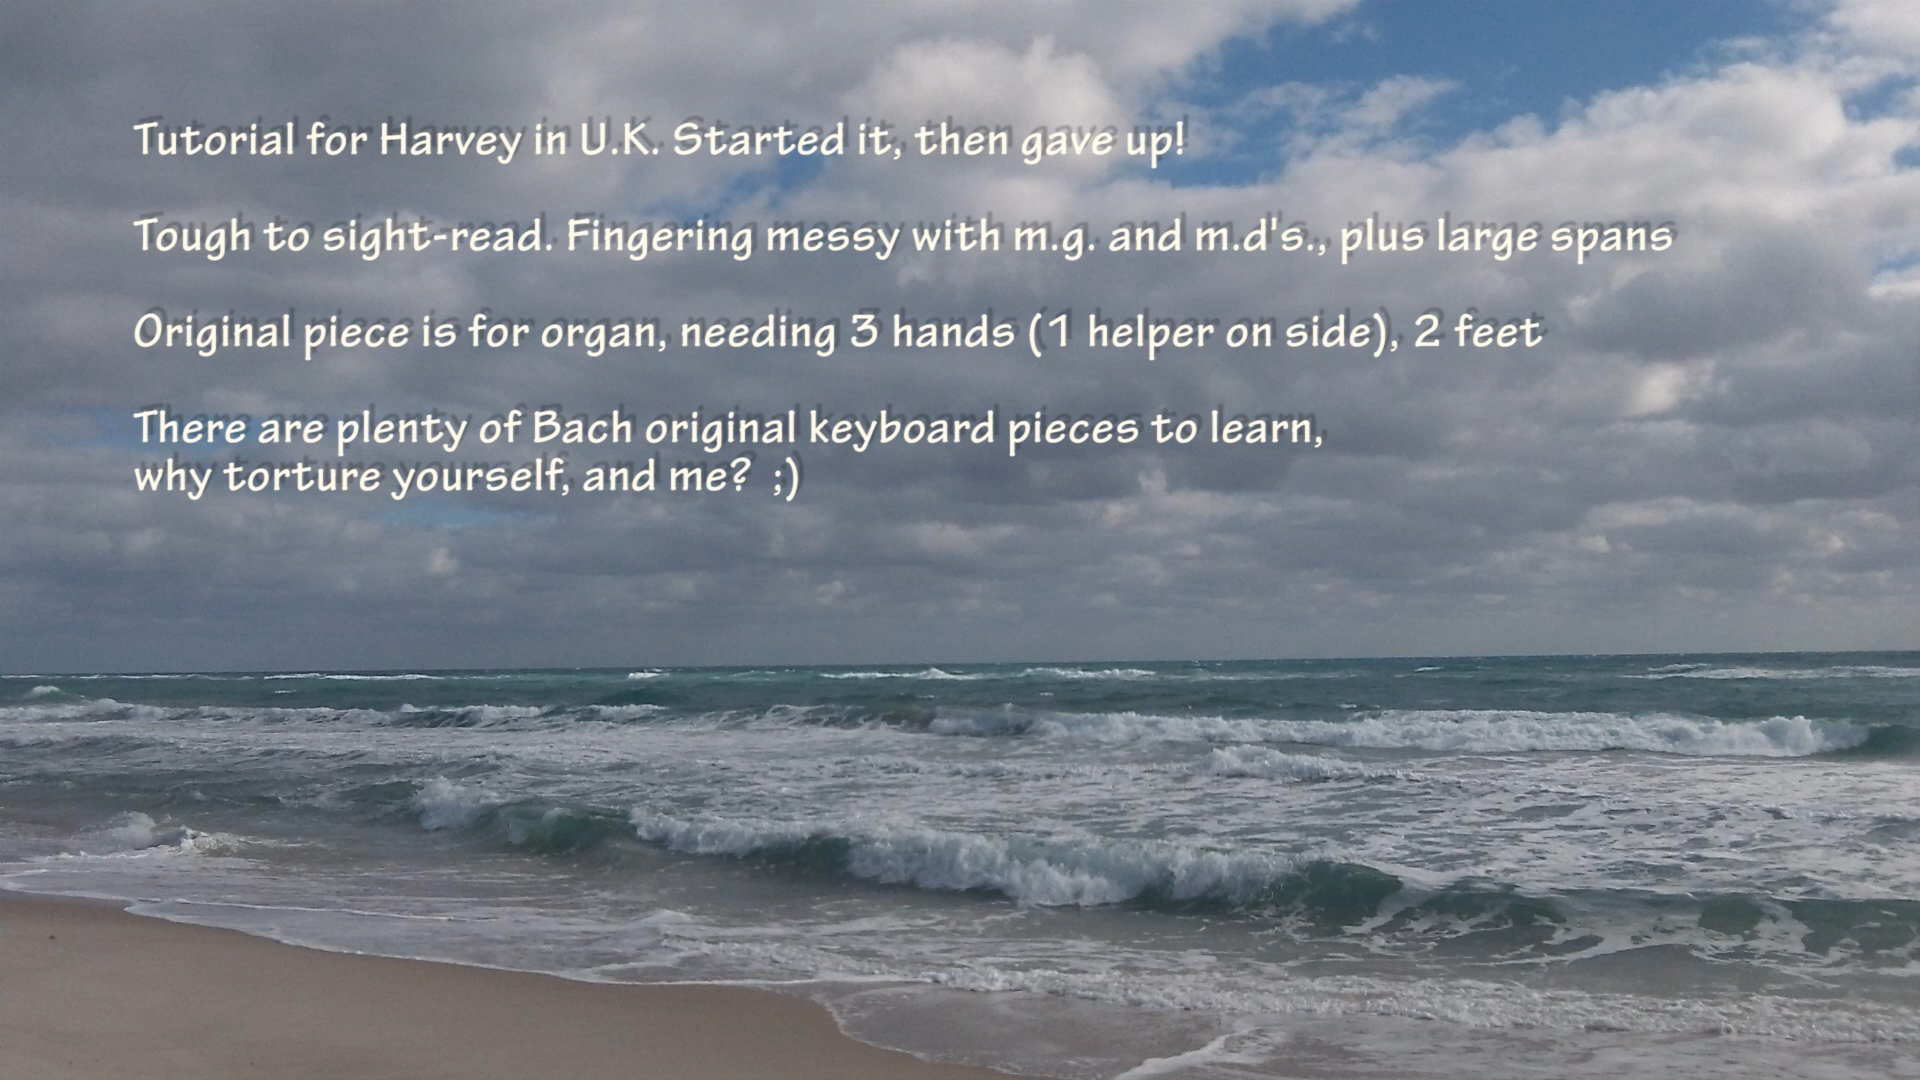 Tutorial for Harvey in U.K. Started it, then gave up!
Tough to sight-read. Fingering messy with m.g. and m.d's., plus large spans
Original piece is for organ, needing 3 hands (1 helper on side), 2 feet
There are plenty of Bach original keyboard pieces to learn,
why torture yourself, and me? ;)